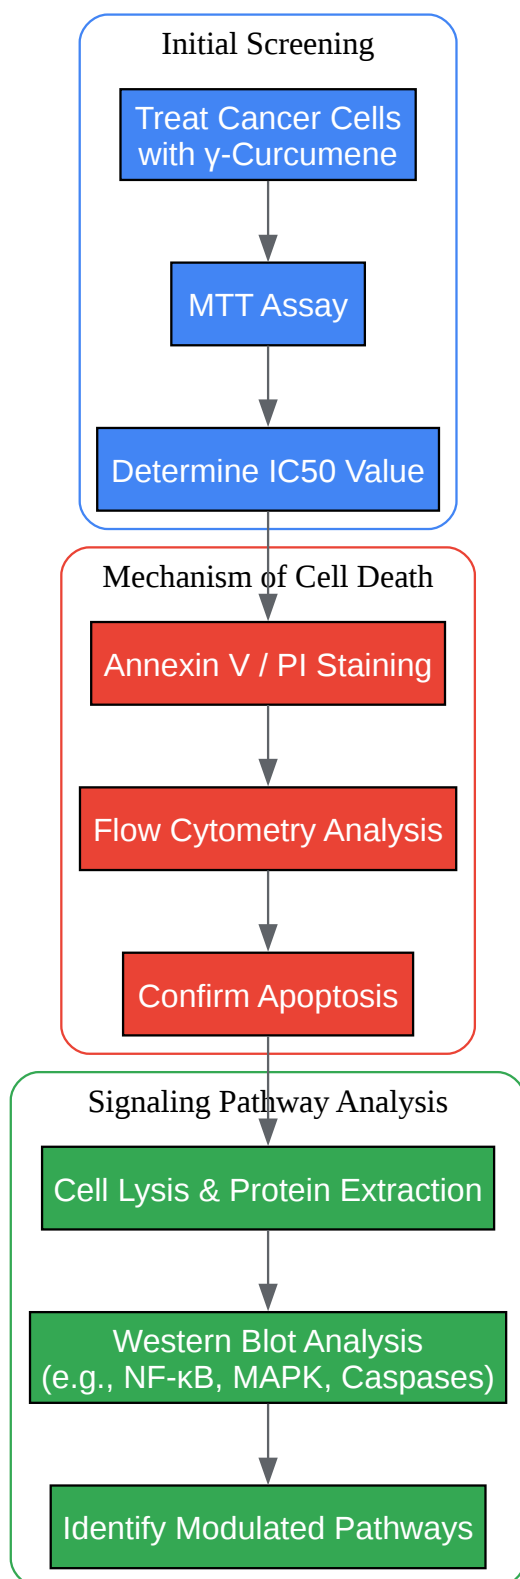 Initial Screening
Treat Cancer Cells
with γ-Curcumene
MTT Assay
Determine IC50 Value
Mechanism of Cell Death
Annexin V / PI Staining
Flow Cytometry Analysis
Confirm Apoptosis
Signaling Pathway Analysis
Cell Lysis & Protein Extraction
Western Blot Analysis
(e.g., NF-κB, MAPK, Caspases)
Identify Modulated Pathways